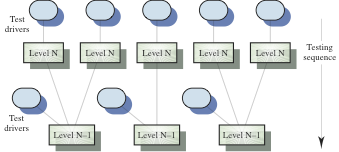 Test
drivers
Level N
Level N
Level N
Level N
Level N
Testing
sequence
Test
drivers
Level N–1
Level N–1
Level N–1